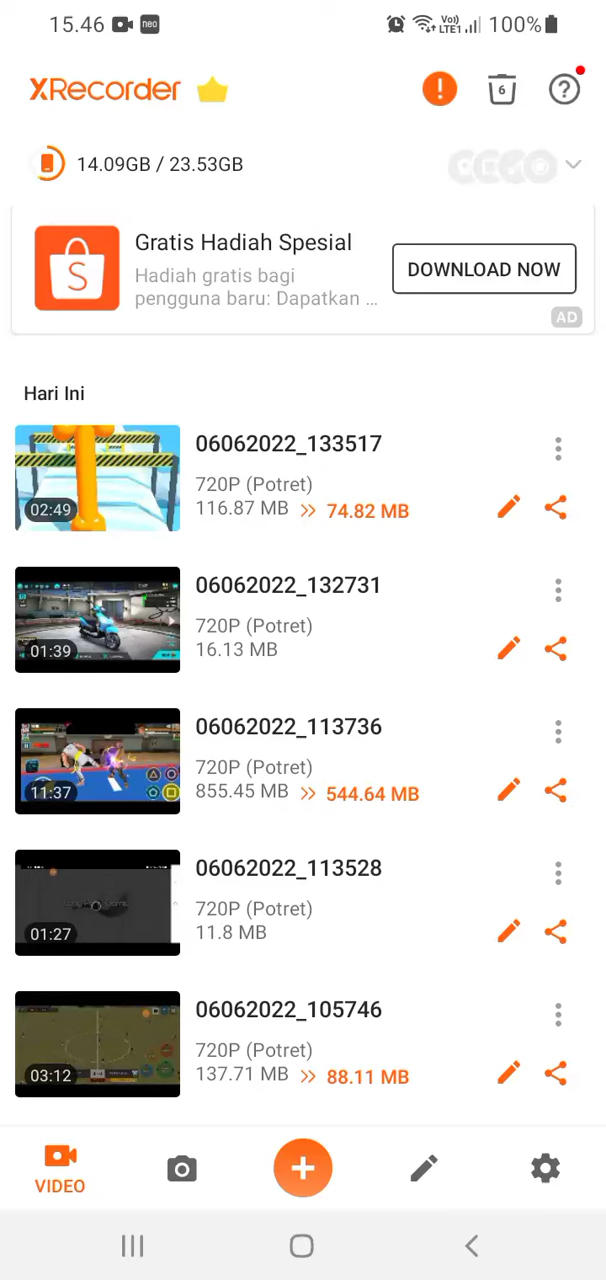 15.46 neo Vo) LTE1 100%
XRecorder 6
14.09GB / 23.53GB
Gratis Hadiah Spesial
Hadiah gratis bagi
pengguna baru: Dapatkan ...
DOWNLOAD NOW
AD
Hari Ini
06062022_133517
720P (Potret)
116.87 MB >> 74.82 MB
02:49
06062022_132731
720P (Potret)
16.13 MB
01:39
06062022_113736
720P (Potret)
855.45 MB >> 544.64 MB
11:37
06062022_113528
720P (Potret)
11.8 MB
01:27
06062022_105746
720P (Potret)
137.71 MB >> 88.11 MB
03:12
VIDEO